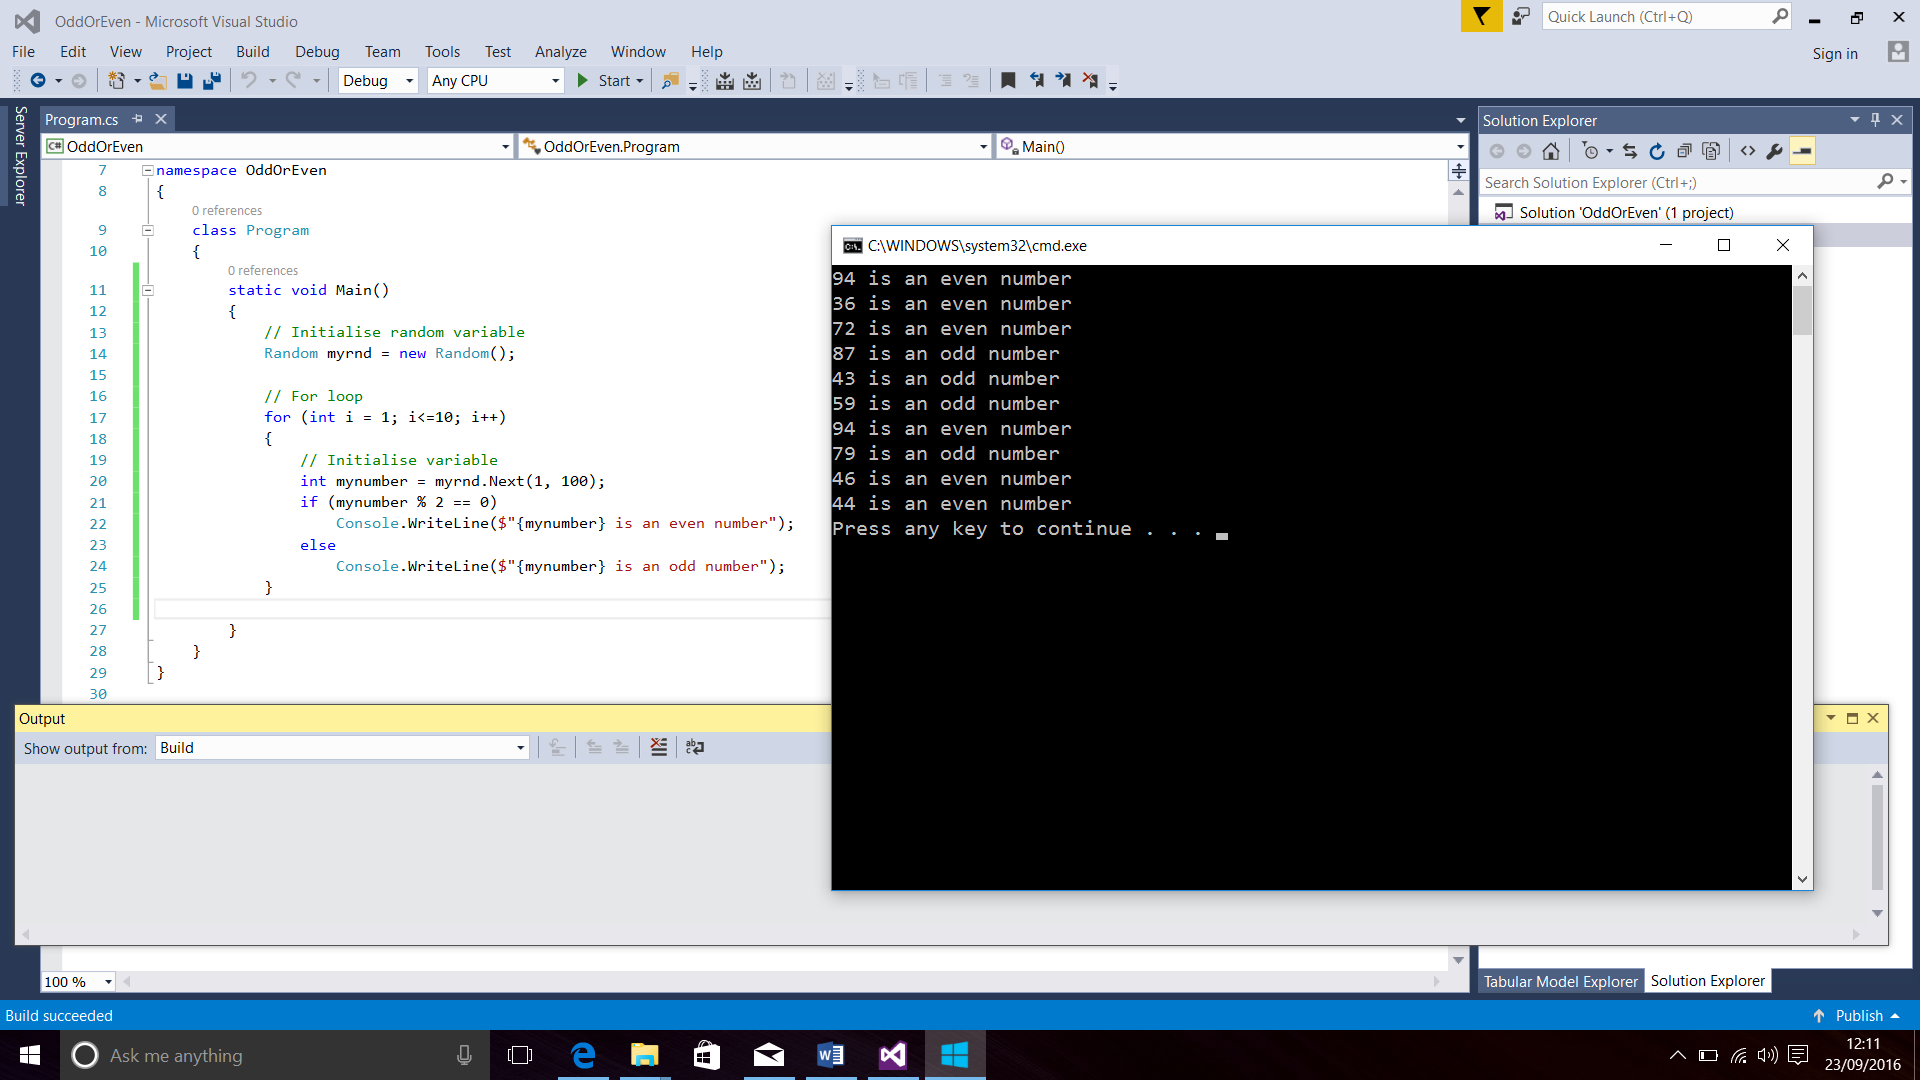 OddOrEven - Microsoft Visual Studio
Quick Launch (Ctrl+Q)
File Edit View Project Build Debug Team Tools Test Analyze Window Help
Sign in
Debug Any CPU Start
Server Explorer
Program.cs
C# OddOrEven OddOrEven.Program Main()
7 namespace OddOrEven
8 {
0 references
9 class Program
10 {
0 references
11 static void Main()
12 {
13 // Initialise random variable
14 Random myrnd = new Random();
15
16 // For loop
17 for (int i = 1; i<=10; i++)
18 {
19 // Initialise variable
20 int mynumber = myrnd.Next(1, 100);
21 if (mynumber % 2 == 0)
22 Console.WriteLine($"{mynumber} is an even number");
23 else
24 Console.WriteLine($"{mynumber} is an odd number");
25 }
26
27 }
28 }
29 }
30
Solution Explorer
Search Solution Explorer (Ctrl+;)
Solution 'OddOrEven' (1 project)
C:\WINDOWS\system32\cmd.exe
94 is an even number
36 is an even number
72 is an even number
87 is an odd number
43 is an odd number
59 is an odd number
94 is an even number
79 is an odd number
46 is an even number
44 is an even number
Press any key to continue . . .
Output
Show output from: Build
100 %
Tabular Model Explorer Solution Explorer
Build succeeded
Publish
Ask me anything
12:11
23/09/2016